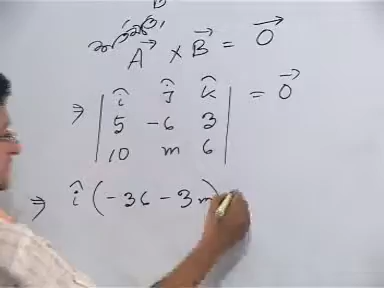 A⃗ × B⃗ = 0⃗
⇒ | î ĵ k̂ | = 0⃗
5 -6 3
10 m 6
⇒ î (-36 - 3m)